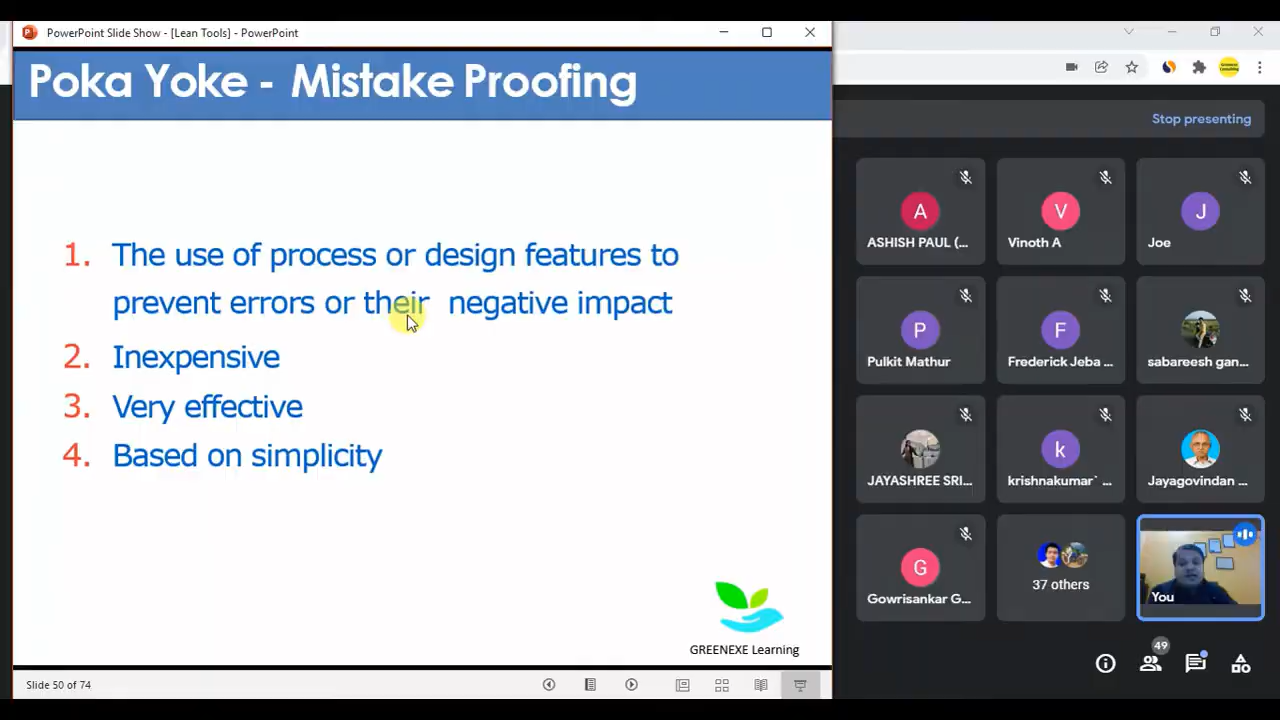 PowerPoint Slide Show - [Lean Tools] - PowerPoint
Poka Yoke - Mistake Proofing
1. The use of process or design features to
prevent errors or their negative impact
2. Inexpensive
3. Very effective
4. Based on simplicity
GREENEXE Learning
Slide 50 of 74
Stop presenting
A
ASHISH PAUL (...
V
Vinoth A
J
Joe
P
Pulkit Mathur
F
Frederick Jeba ...
sabareesh gan...
JAYASHREE SRI...
k
krishnakumar` ...
Jayagovindan ...
G
Gowrisankar G...
37 others
You
49